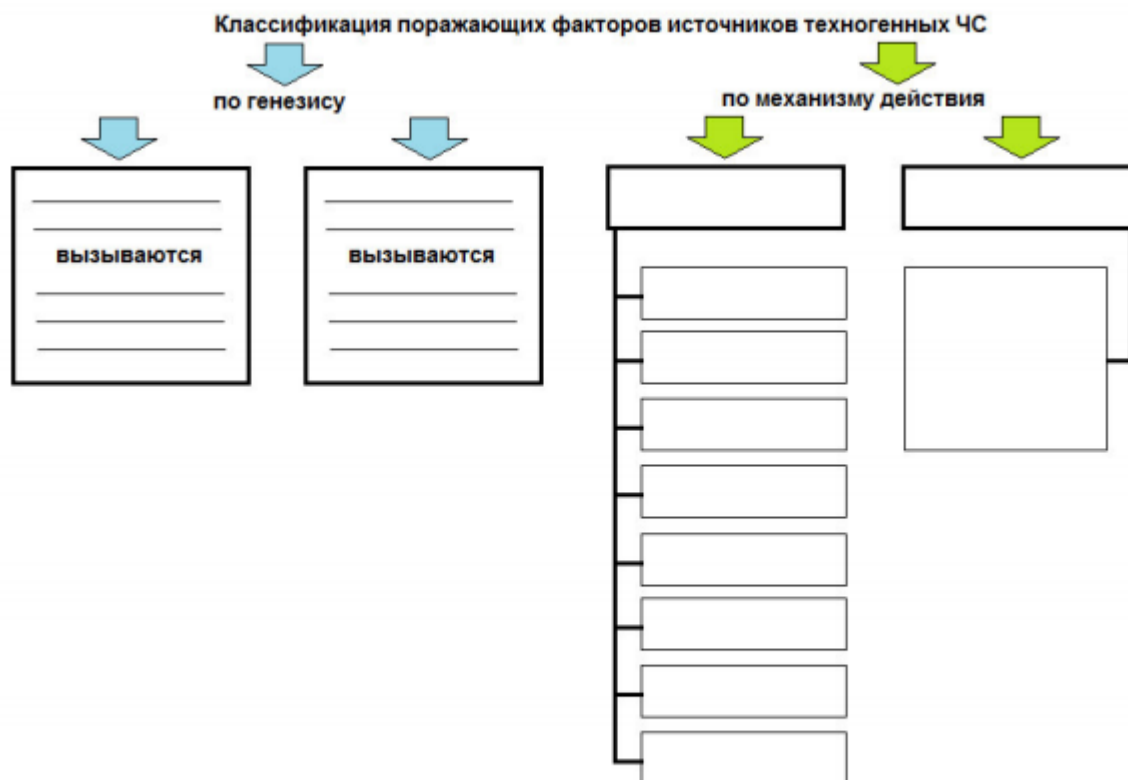 Классификация поражающих факторов источников техногенных ЧС
по генезису
по механизму действия
вызываются
вызываются